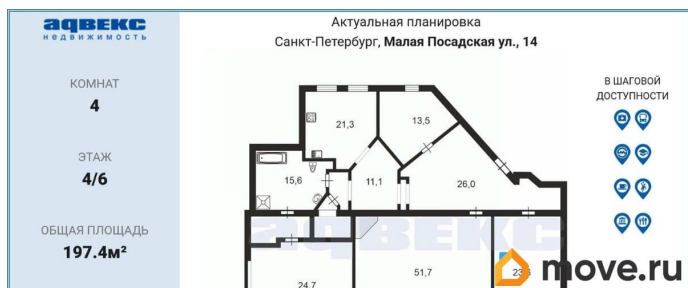 адвекс
недвижимость
КОМНАТ
4
ЭТАЖ
4/6
ОБЩАЯ ПЛОЩАДЬ
197.4м²
Актуальная планировка
Санкт-Петербург, Малая Посадская ул., 14
21,3
13,5
15,6
11,1
26,0
адвекс
24,7
51,7
move.ru
В ШАГОВОЙ
ДОСТУПНОСТИ